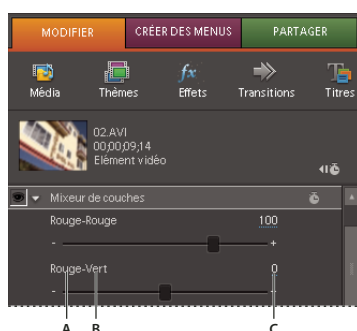 MODIFIER CRÉER DES MENUS PARTAGER
Média Thèmes Effets Transitions Titres
02.AVI
00;00;09;14
Elément vidéo
Mixeur de couches
Rouge-Rouge 100
- +
Rouge-Vert 0
- +
A B C